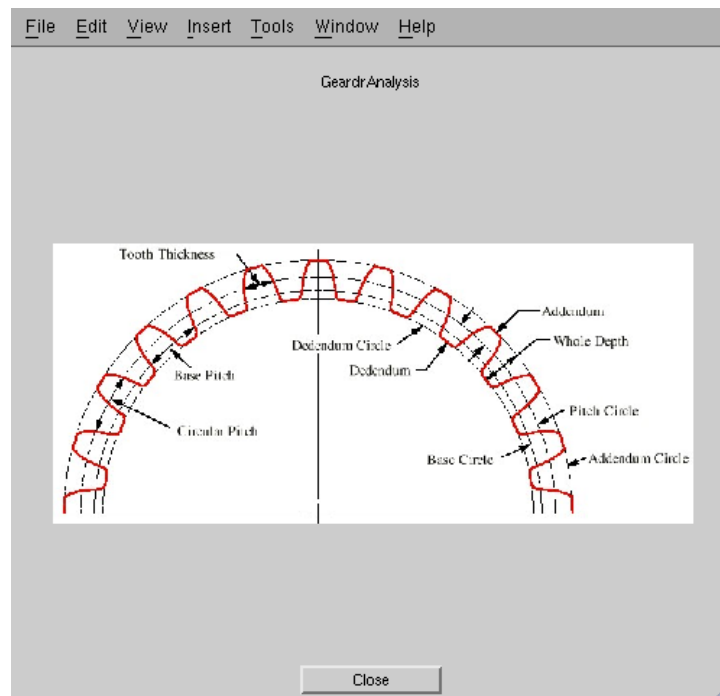 File Edit View Insert Tools Window Help
GeardrAnalysis
Tooth Thickness
Addendum
Dedendum Circle
Whole Depth
Base Pitch
Dedendum
Pitch Circle
Circular Pitch
Base Circle
Addendum Circle
Close